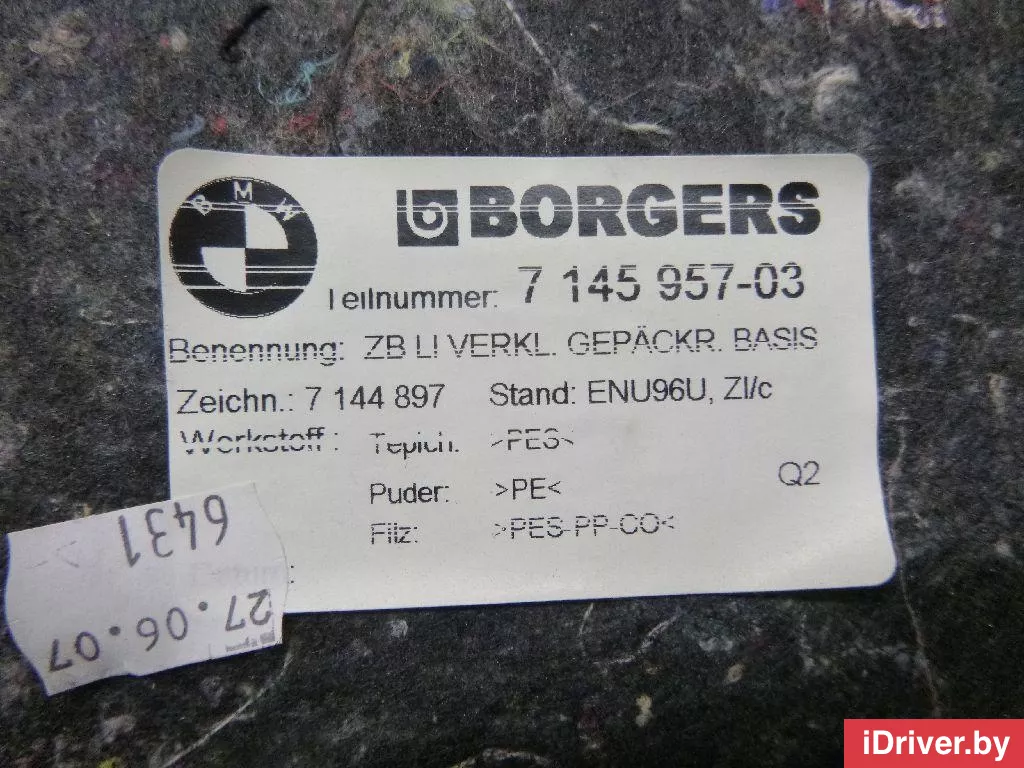 BMW
BORGERS
Teilnummer: 7 145 957-03
Benennung: ZB LI VERKL. GEPÄCKR. BASIS
Zeichn.: 7 144 897 Stand: ENU96U, ZI/c
Werkstoff : Tepich: >PES<
Puder: >PE<
Q2
Filz: >PES-PP-CO<
6431
27.06.07
iDriver.by